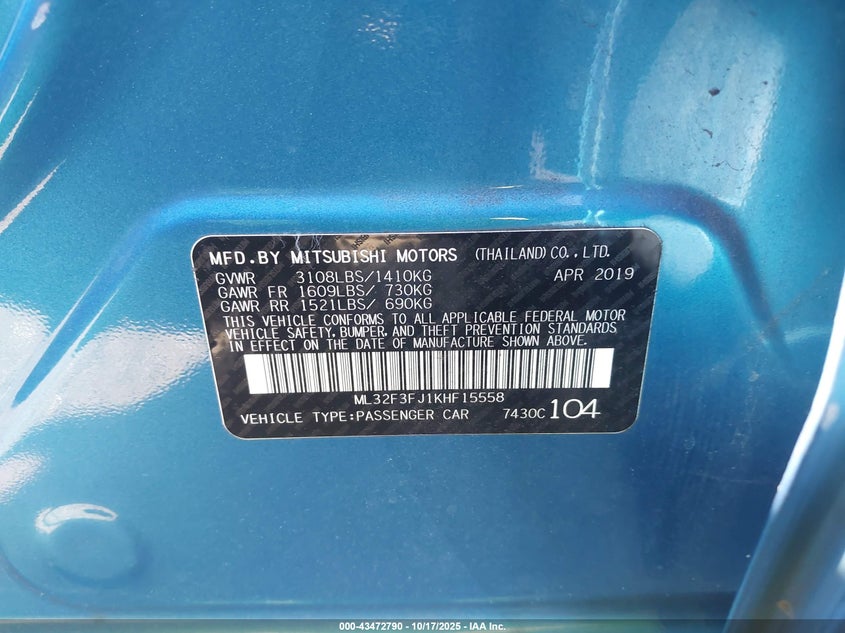 MFD.BY MITSUBISHI MOTORS (THAILAND)CO.,LTD.
GVWR 3108LBS/1410KG APR 2019
GAWR FR 1609LBS/ 730KG
GAWR RR 1521LBS/ 690KG
THIS VEHICLE CONFORMS TO ALL APPLICABLE FEDERAL MOTOR
VEHICLE SAFETY,BUMPER,AND THEFT PREVENTION STANDARDS
IN EFFECT ON THE DATE OF MANUFACTURE SHOWN ABOVE.
ML32F3FJ1KHF15558
VEHICLE TYPE:PASSENGER CAR 7430C 104
000-43472790 - 10/17/2025 - IAA Inc.